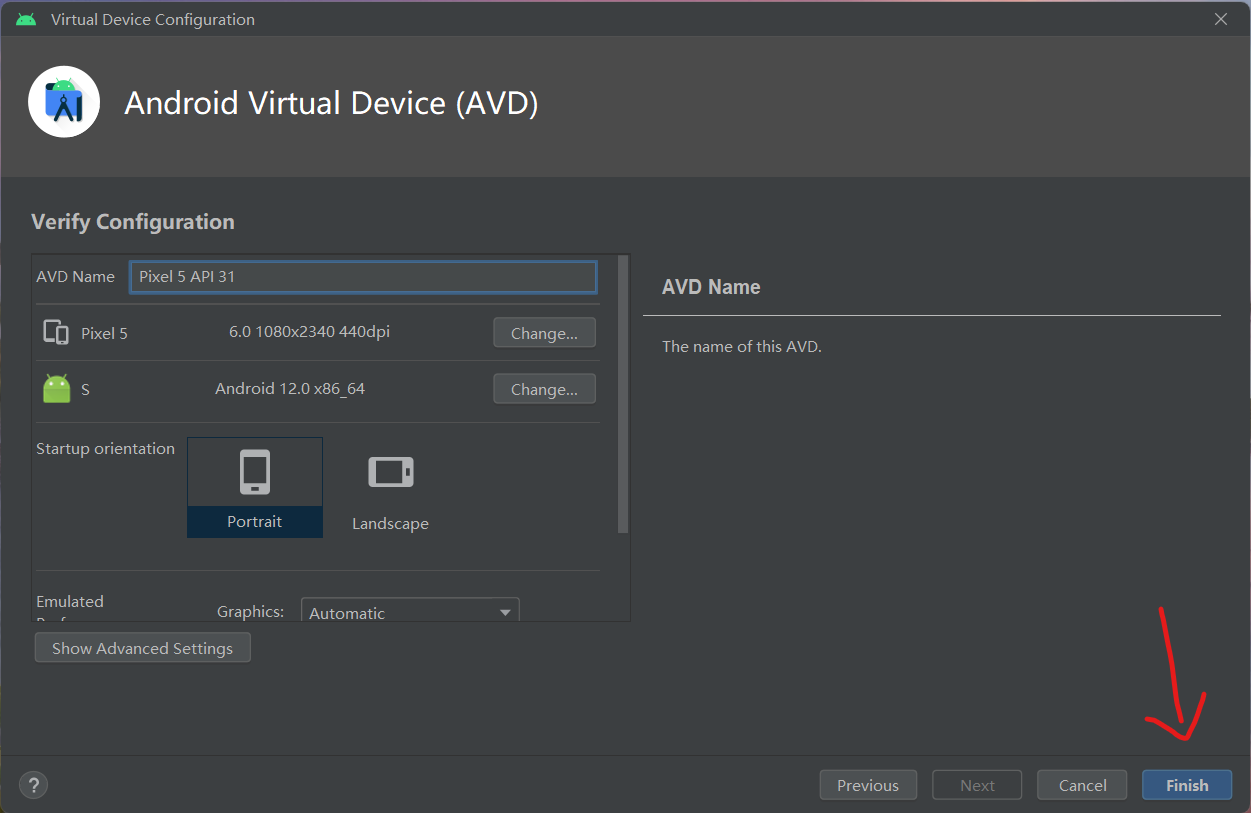 Virtual Device Configuration
Android Virtual Device (AVD)
Verify Configuration
AVD Name Pixel 5 API 31
Pixel 5 6.0 1080x2340 440dpi Change...
S Android 12.0 x86_64 Change...
Startup orientation
Portrait
Landscape
Emulated
Graphics: Automatic
Show Advanced Settings
AVD Name
The name of this AVD.
?
Previous Next Cancel Finish